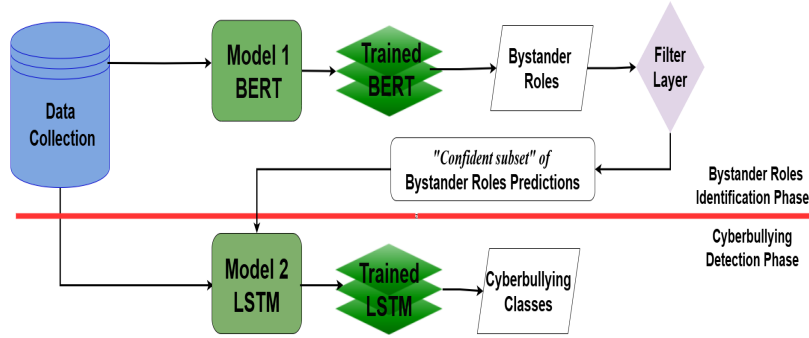 Data
Collection
Model 1
BERT
Trained
BERT
Bystander
Roles
Filter
Layer
"Confident subset" of
Bystander Roles Predictions
Bystander Roles
Identification Phase
Cyberbullying
Detection Phase
Model 2
LSTM
Trained
LSTM
Cyberbullying
Classes